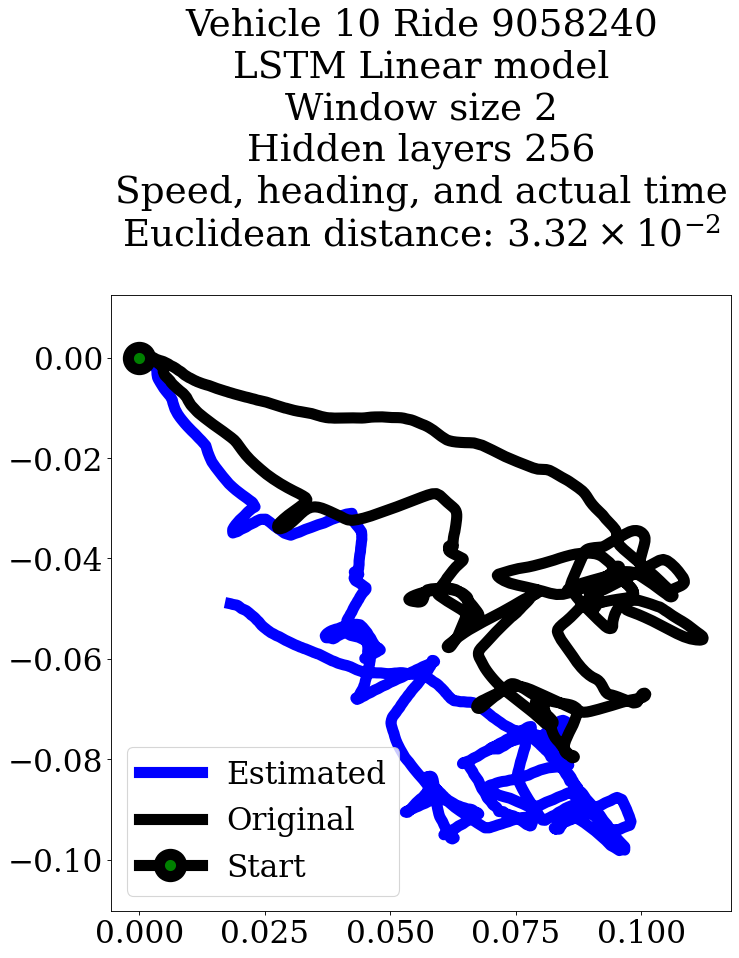 Vehicle 10 Ride 9058240
LSTM Linear model
Window size 2
Hidden layers 256
Speed, heading, and actual time
Euclidean distance: 3.32 × 10⁻²
0.00
−0.02
−0.04
−0.06
−0.08
−0.10
Estimated
Original
Start
0.000 0.025 0.050 0.075 0.100